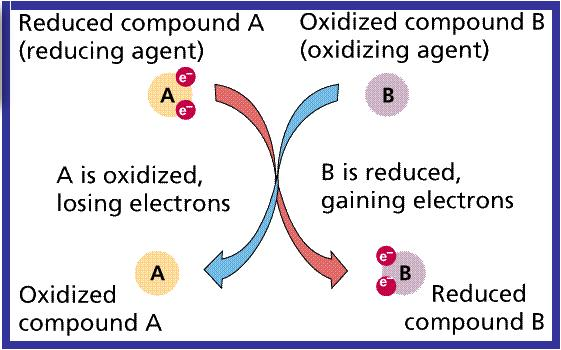 Reduced compound A
(reducing agent)
Oxidized compound B
(oxidizing agent)
A
e⁻
e⁻
B
A is oxidized,
losing electrons
B is reduced,
gaining electrons
A
e⁻
e⁻
B
Oxidized
compound A
Reduced
compound B